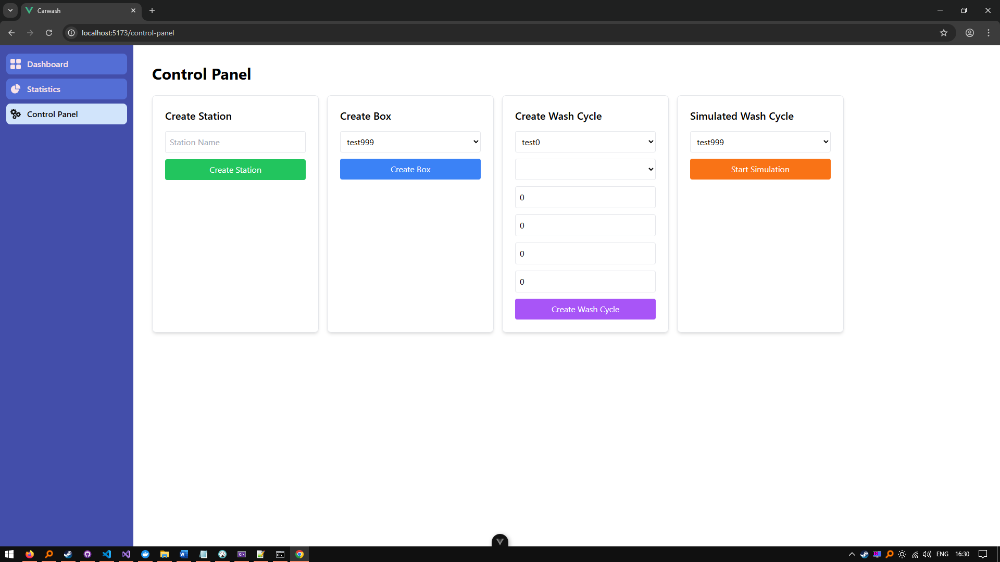 Carwash
localhost:5173/control-panel
Dashboard
Statistics
Control Panel
Control Panel
Create Station
Station Name
Create Station
Create Box
test999
Create Box
Create Wash Cycle
test0
0
0
0
0
Create Wash Cycle
Simulated Wash Cycle
test999
Start Simulation
ENG
16:30